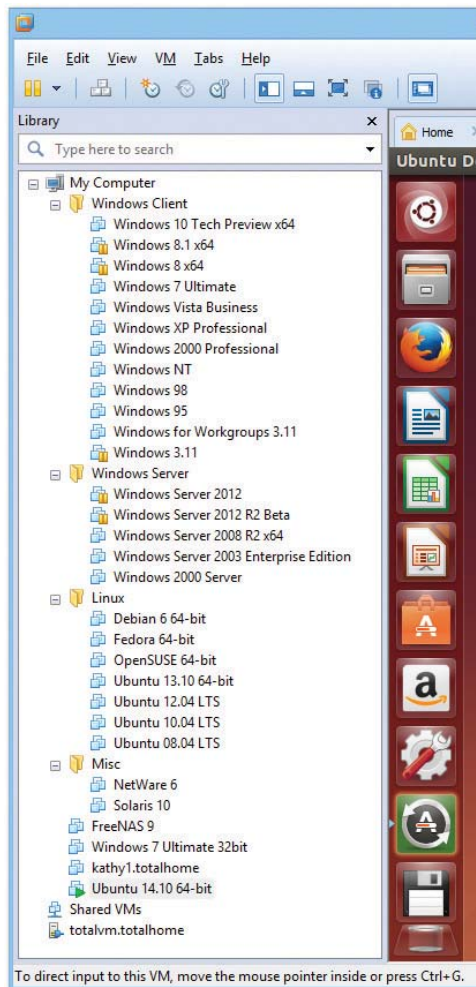 File Edit View VM Tabs Help
Library
Type here to search
My Computer
Windows Client
Windows 10 Tech Preview x64
Windows 8.1 x64
Windows 8 x64
Windows 7 Ultimate
Windows Vista Business
Windows XP Professional
Windows 2000 Professional
Windows NT
Windows 98
Windows 95
Windows for Workgroups 3.11
Windows 3.11
Windows Server
Windows Server 2012
Windows Server 2012 R2 Beta
Windows Server 2008 R2 x64
Windows Server 2003 Enterprise Edition
Windows 2000 Server
Linux
Debian 6 64-bit
Fedora 64-bit
OpenSUSE 64-bit
Ubuntu 13.10 64-bit
Ubuntu 12.04 LTS
Ubuntu 10.04 LTS
Ubuntu 08.04 LTS
Misc
NetWare 6
Solaris 10
FreeNAS 9
Windows 7 Ultimate 32bit
kathy1.totalhome
Ubuntu 14.10 64-bit
Shared VMs
totalvm.totalhome
Home
Ubuntu D
a
To direct input to this VM, move the mouse pointer inside or press Ctrl+G.